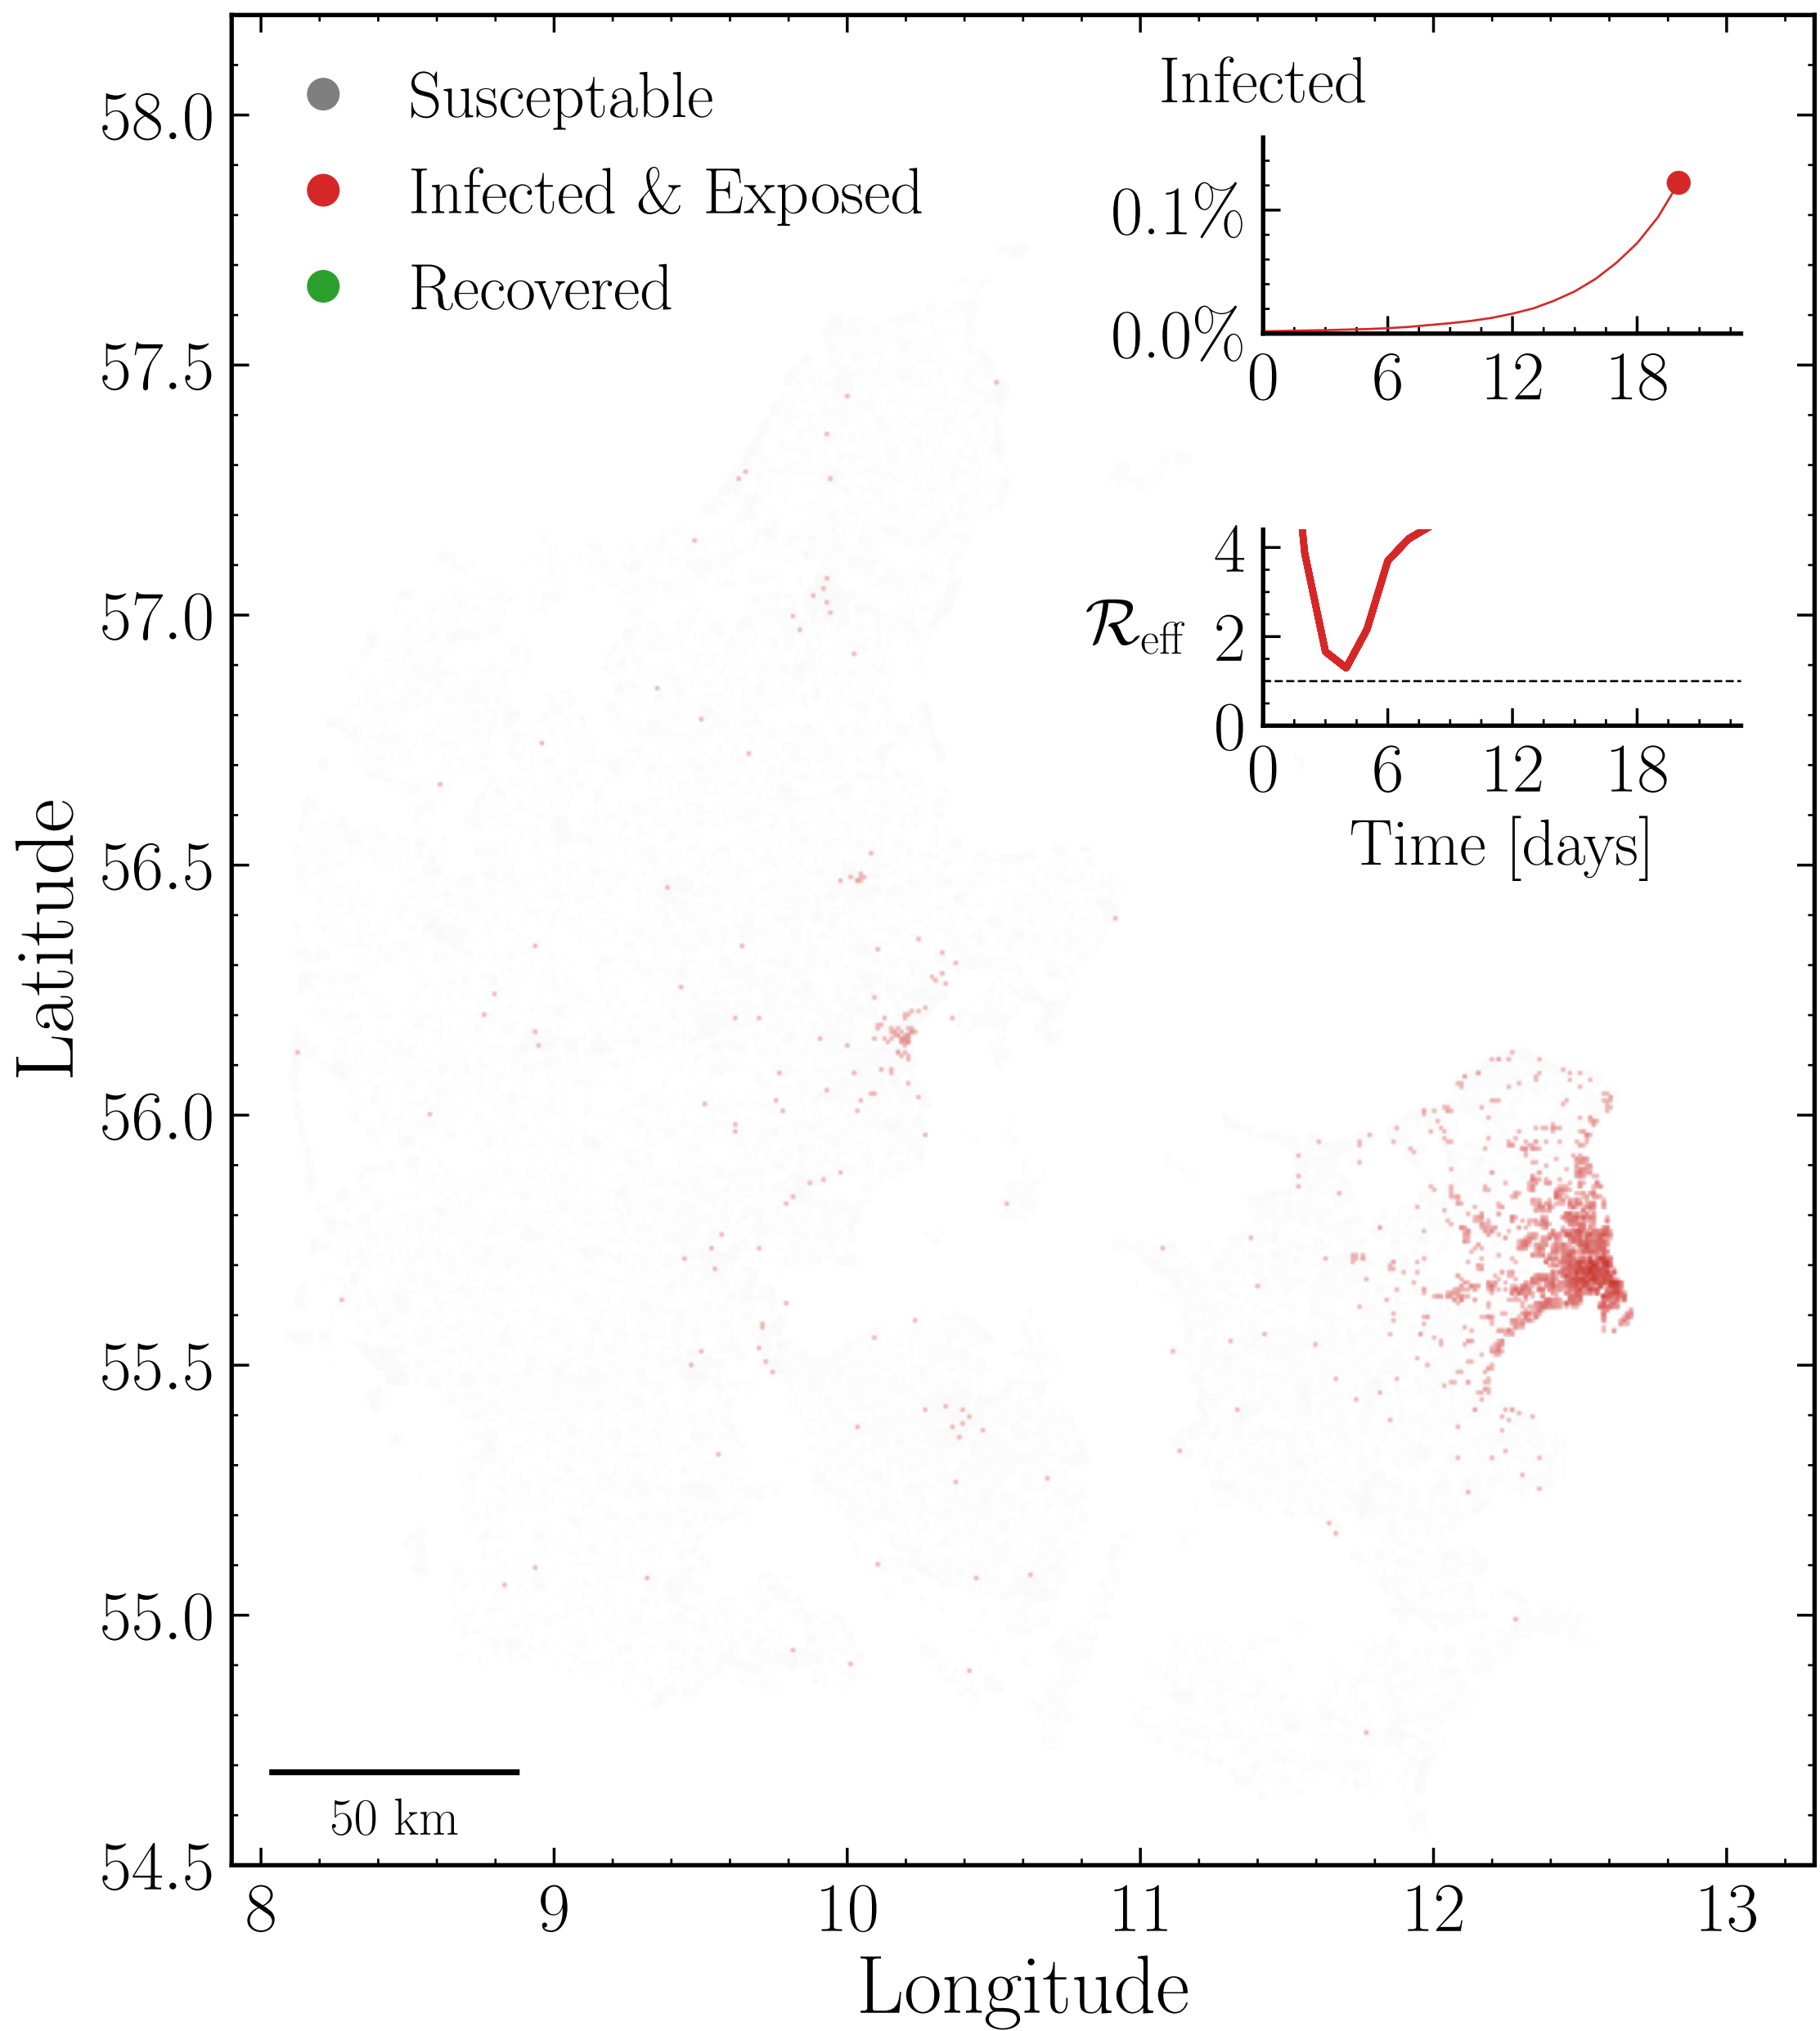 Susceptable
Infected & Exposed
Recovered
Infected
0.1%
0.0%
0 6 12 18
4
2
0
ℛeff
0 6 12 18
Time [days]
Latitude
58.0
57.5
57.0
56.5
56.0
55.5
55.0
54.5
50 km
8 9 10 11 12 13
Longitude